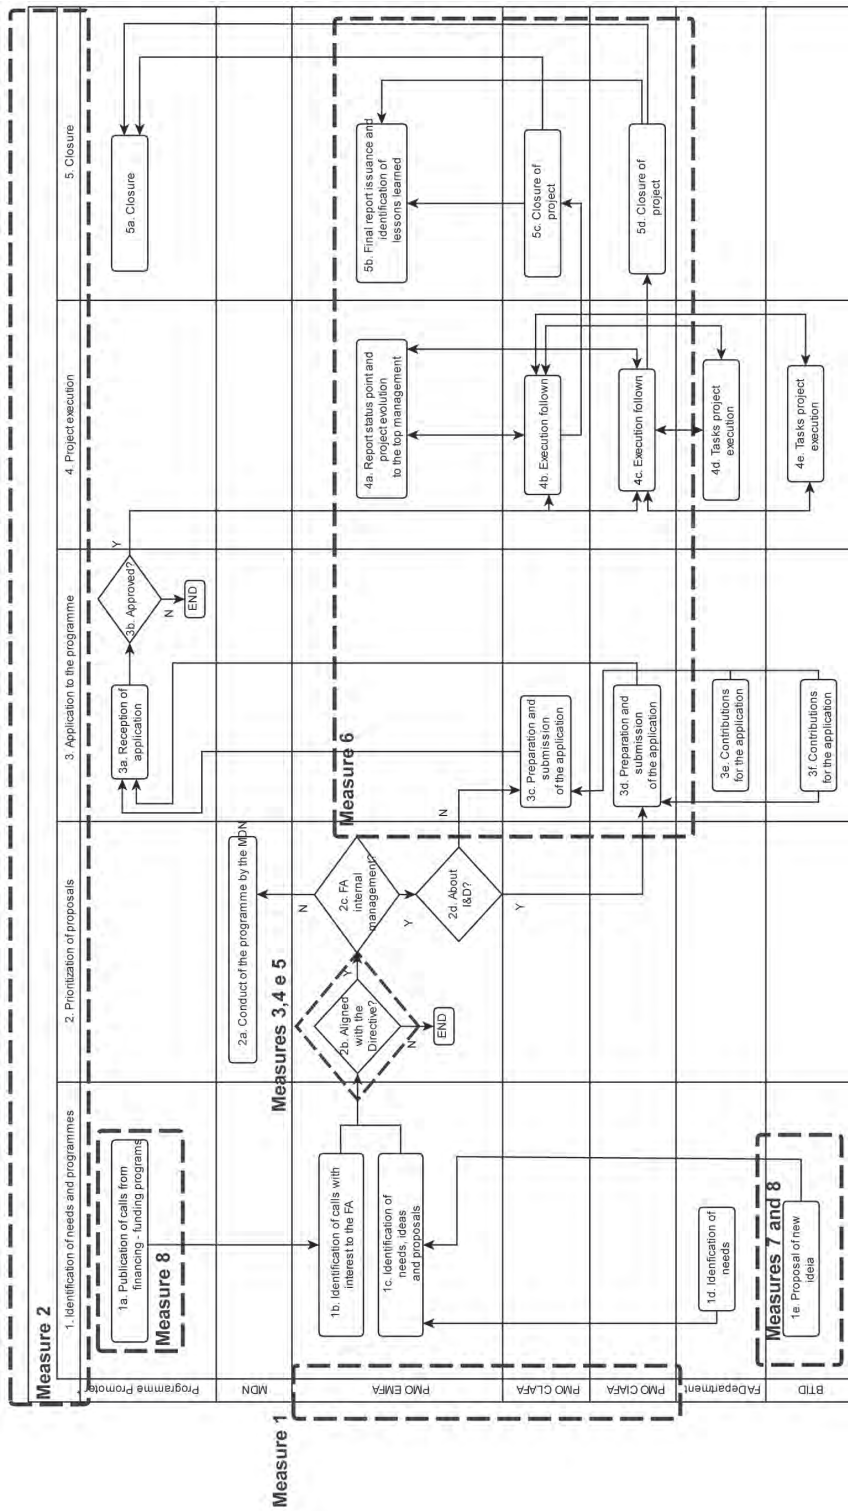 Measure 2
1. Identification of needs and programmes
2. Prioritization of proposals
3. Application to the programme
4. Project execution
5. Closure
Programme Promoter
1a. Publication of calls from
financing - funding programs
Measure 8
3a. Reception of
application
3b. Approved?
Y
N
END
5a. Closure
MDN
2a. Conduct of the programme by the MDN
Measures 3,4 e 5
Measure 1
PMO EMFA
1b. Identification of calls with
interest to the FA
1c. Identification of
needs, ideas
and proposals
2b. Aligned
with the
Directive?
Y
N
END
2c. FA
internal
management?
N
Y
Measure 6
4a. Report status point and
project evolution
to the top management
5b. Final report issuance and
identification of
lessons learned
PMO CLAFA
2d. About
I&D?
N
Y
3c. Preparation and
submission
of the application
4b. Execution follown
5c. Closure of
project
PMO CIAFA
3d. Preparation and
submission
of the application
4c. Execution follown
5d. Closure of
project
FA Department
1d. Idenfication of
needs
3e. Contributions
for the application
4d. Tasks project
execution
BTID
Measures 7 and 8
1e. Proposal of new
ideia
3f. Contributions
for the application
4e. Tasks project
execution